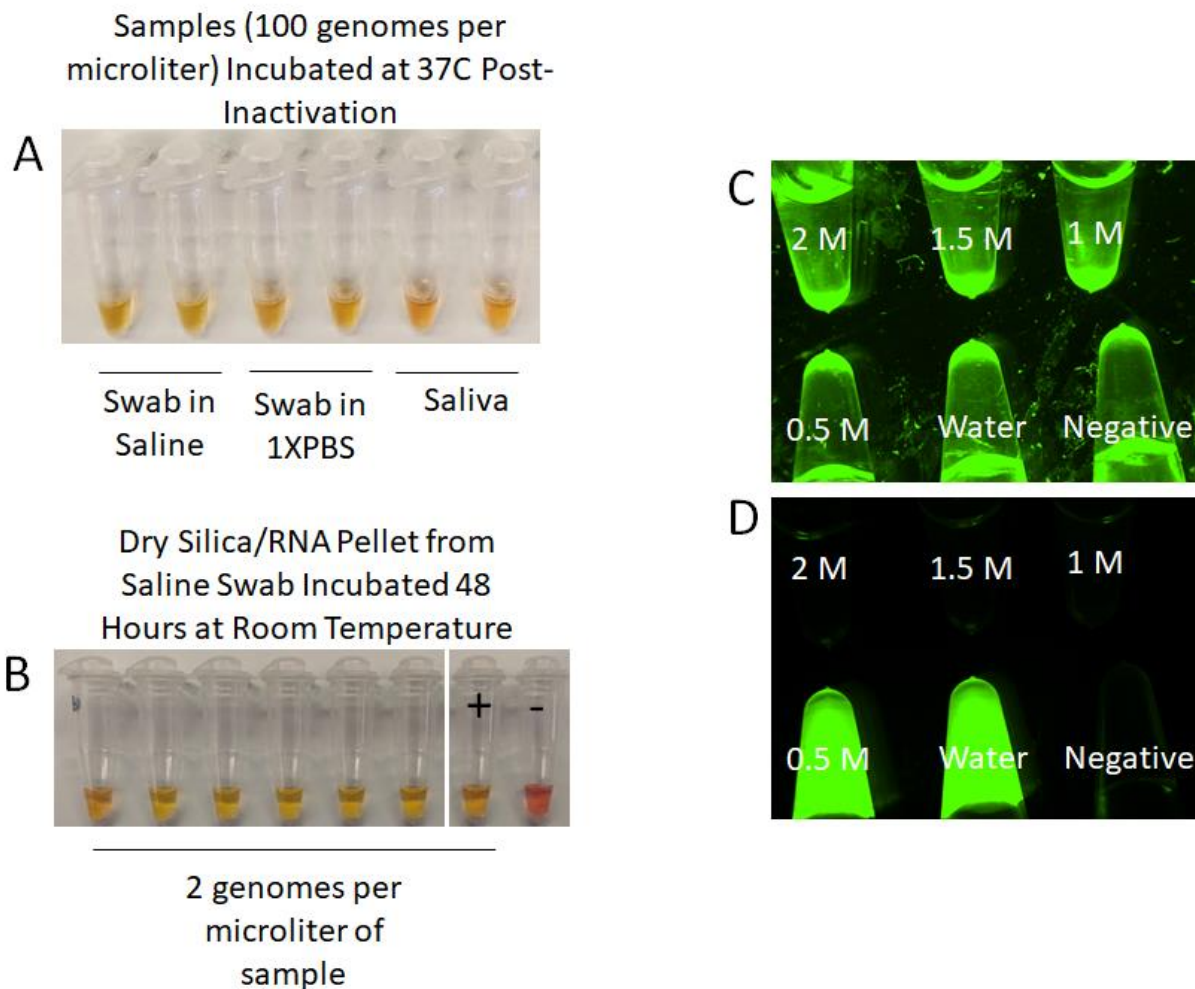 Samples (100 genomes per
microliter) Incubated at 37C Post-
Inactivation
A
Swab in
Saline
Swab in
1XPBS
Saliva
Dry Silica/RNA Pellet from
Saline Swab Incubated 48
Hours at Room Temperature
B
+
-
2 genomes per
microliter of
sample
C
2 M
1.5 M
1 M
0.5 M
Water
Negative
D
2 M
1.5 M
1 M
0.5 M
Water
Negative